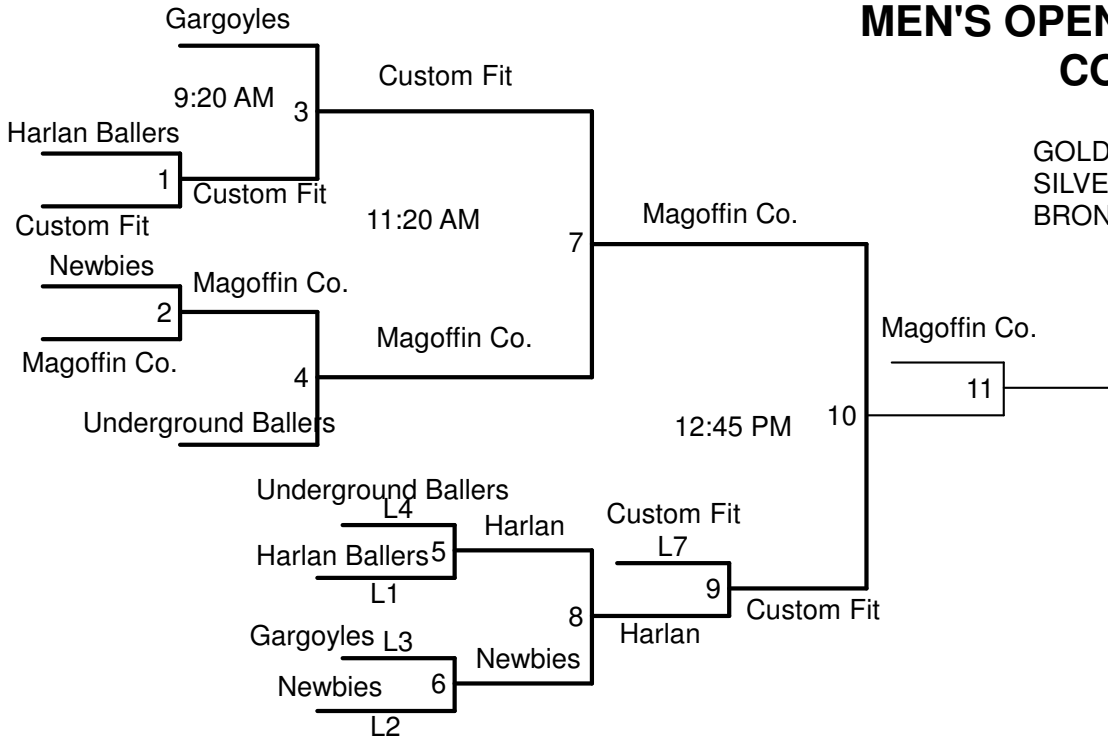 Gargoyles
MEN'S OPEN
CO
Custom Fit
9:20 AM
3
Harlan Ballers
GOLD
1
Custom Fit
SILVE
BRON
Custom Fit
11:20 AM
Magoffin Co.
7
Newbies
Magoffin Co.
2
Magoffin Co.
Magoffin Co.
Magoffin Co.
4
11
Underground Ballers
12:45 PM
10
Underground Ballers
L4
Custom Fit
Harlan
L7
Harlan Ballers
5
L1
9
Custom Fit
8
Harlan
Gargoyles
L3
Newbies
Newbies
6
L2